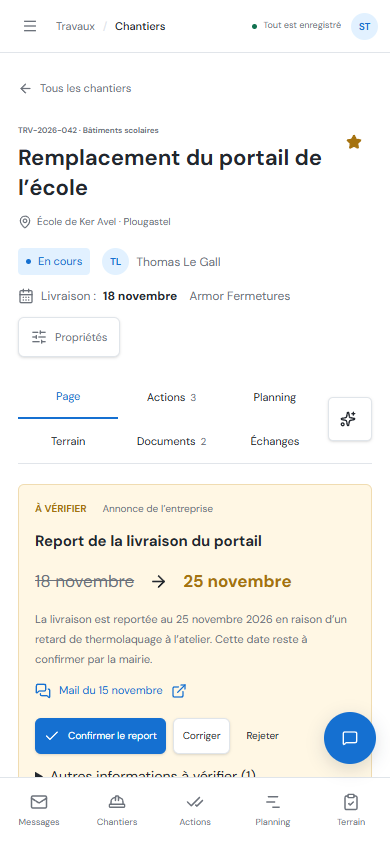 Travaux / Chantiers
Tout est enregistré
ST
Tous les chantiers
TRV-2026-042 · Bâtiments scolaires
Remplacement du portail de
l’école
École de Ker Avel · Plougastel
En cours
TL
Thomas Le Gall
Livraison : 18 novembre
Armor Fermetures
Propriétés
Page
Actions 3
Planning
Terrain
Documents 2
Échanges
À VÉRIFIER
Annonce de l’entreprise
Report de la livraison du portail
18 novembre → 25 novembre
La livraison est reportée au 25 novembre 2026 en raison d’un
retard de thermolaquage à l’atelier. Cette date reste à
confirmer par la mairie.
Mail du 15 novembre
Confirmer le report
Corriger
Rejeter
Autres informations à vérifier (1)
Messages
Chantiers
Actions
Planning
Terrain